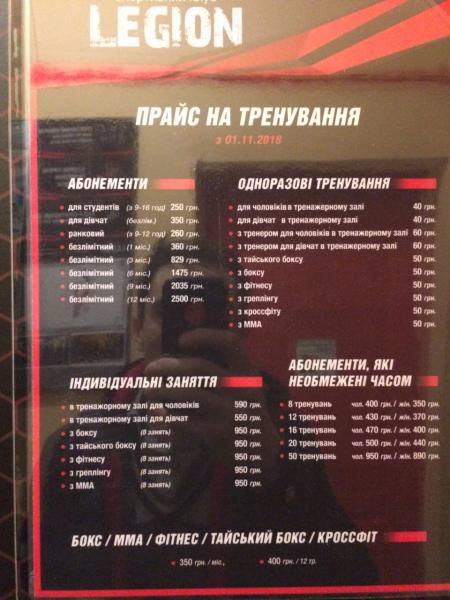 спортивний клуб
LEGION
ПРАЙС НА ТРЕНУВАННЯ
з 01.11.2018
АБОНЕМЕНТИ
для студентів (з 9-16 год) 250 грн.
для дівчат (безлім.) 350 грн.
ранковий (з 9-12 год) 260 грн.
безлімітний (1 міс.) 360 грн.
безлімітний (3 міс.) 829 грн.
безлімітний (6 міс.) 1475 грн.
безлімітний (9 міс.) 2035 грн.
безлімітний (12 міс.) 2500 грн.
ОДНОРАЗОВІ ТРЕНУВАННЯ
для чоловіків в тренажерному залі 40 грн.
для дівчат в тренажерному залі 40 грн.
з тренером для чоловіків в тренажерному залі 60 грн.
з тренером для дівчат в тренажерному залі 60 грн.
з тайського боксу 50 грн.
з боксу 50 грн.
з фітнесу 50 грн.
з греплінгу 50 грн.
з кроссфіту 50 грн.
з ММА 50 грн.
ІНДИВІДУАЛЬНІ ЗАНЯТТЯ
в тренажорному залі для чоловіків 590 грн.
в тренажорному залі для дівчат 550 грн.
з боксу (8 занять) 950 грн.
з тайського боксу (8 занять) 950 грн.
з фітнесу (8 занять) 950 грн.
з греплінгу (8 занять) 950 грн.
з ММА (8 занять) 950 грн.
АБОНЕМЕНТИ, ЯКІ
НЕОБМЕЖЕНІ ЧАСОМ
8 тренувань чол. 400 грн. / жін. 350 грн.
12 тренувань чол. 430 грн. / жін. 370 грн.
16 тренувань чол. 470 грн. / жін. 400 грн.
20 тренувань чол. 500 грн. / жін. 440 грн.
50 тренувань чол. 950 грн. / жін. 890 грн.
БОКС / ММА / ФІТНЕС / ТАЙСЬКИЙ БОКС / КРОССФІТ
350 грн. / міс., 400 грн. / 12 тр.